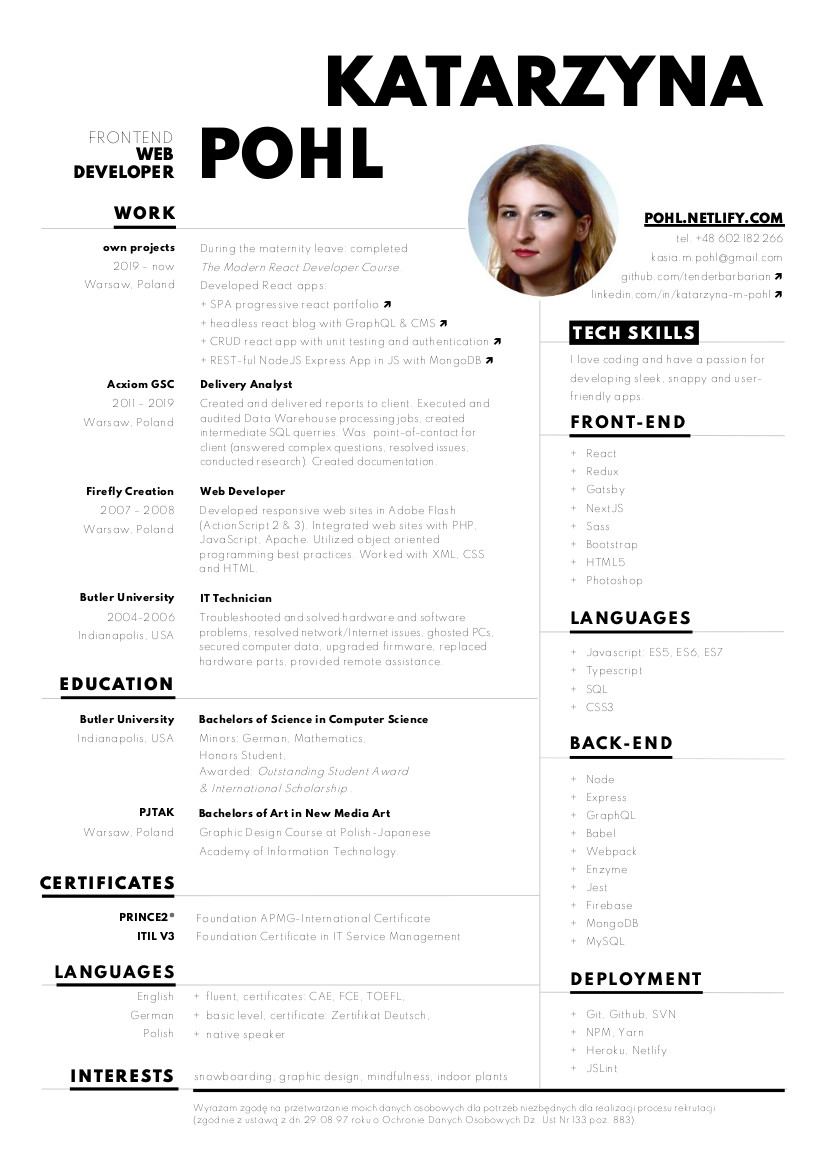 KATARZYNA
POHL
FRONTEND
WEB
DEVELOPER
WORK
own projects
2019 – now
Warsaw, Poland
During the maternity leave: completed
The Modern React Developer Course.
Developed React apps:
+ SPA progressive react portfolio ↗
+ headless react blog with GraphQL & CMS ↗
+ CRUD react app with unit testing and authentication ↗
+ REST-ful NodeJS Express App in JS with MongoDB ↗
Acxiom GSC
2011 – 2019
Warsaw, Poland
Delivery Analyst
Created and delivered reports to client. Executed and
audited Data Warehouse processing jobs, created
intermediate SQL querries. Was point-of-contact for
client (answered complex questions, resolved issues,
conducted research). Created documentation.
Firefly Creation
2007 – 2008
Warsaw, Poland
Web Developer
Developed responsive web sites in Adobe Flash
(ActionScript 2 & 3). Integrated web sites with PHP,
JavaScript, Apache. Utilized object oriented
programming best practices. Worked with XML, CSS
and HTML.
Butler University
2004-2006
Indianapolis, USA
IT Technician
Troubleshooted and solved hardware and software
problems, resolved network/Internet issues, ghosted PCs,
secured computer data, upgraded firmware, replaced
hardware parts, provided remote assistance.
EDUCATION
Butler University
Indianapolis, USA
Bachelors of Science in Computer Science
Minors: German, Mathematics,
Honors Student,
Awarded: Outstanding Student Award
& International Scholarship .
PJTAK
Warsaw, Poland
Bachelors of Art in New Media Art
Graphic Design Course at Polish-Japanese
Academy of Information Technology.
CERTIFICATES
PRINCE2® Foundation APMG-International Certificate
ITIL V3 Foundation Certificate in IT Service Management
LANGUAGES
English + fluent, certificates: CAE, FCE, TOEFL,
German + basic level, certificate: Zertifikat Deutsch,
Polish + native speaker
INTERESTS snowboarding, graphic design, mindfulness, indoor plants
POHL.NETLIFY.COM
tel. +48 602 182 266
kasia.m.pohl@gmail.com
github.com/tenderbarbarian ↗
linkedin.com/in/katarzyna-m-pohl ↗
TECH SKILLS
I love coding and have a passion for
developing sleek, snappy and user-
friendly apps.
FRONT-END
+ React
+ Redux
+ Gatsby
+ NextJS
+ Sass
+ Bootstrap
+ HTML5
+ Photoshop
LANGUAGES
+ Javascript: ES5, ES6, ES7
+ Typescript
+ SQL
+ CSS3
BACK-END
+ Node
+ Express
+ GraphQL
+ Babel
+ Webpack
+ Enzyme
+ Jest
+ Firebase
+ MongoDB
+ MySQL
DEPLOYMENT
+ Git, Github, SVN
+ NPM, Yarn
+ Heroku, Netlify
+ JSLint
Wyrażam zgodę na przetwarzanie moich danych osobowych dla potrzeb niezbędnych dla realizacji procesu rekrutacji
(zgodnie z ustawą z dn.29.08.97 roku o Ochronie Danych Osobowych Dz. Ust Nr 133 poz. 883).